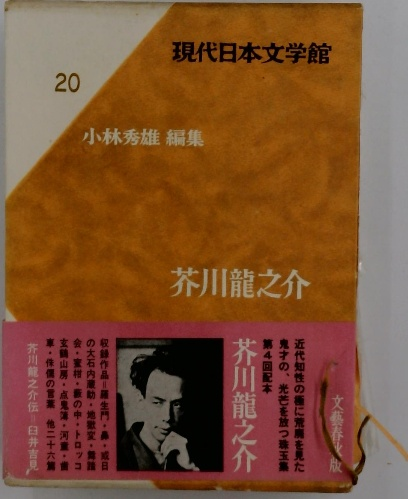 現代日本文学館
20
小林秀雄 編集
芥川龍之介
文藝春秋版
近代知性の極に荒廃を見た
鬼才の、光芒を放つ珠玉集
第4回配本
芥川龍之介
収録作品=羅生門・鼻・或日
の大石内蔵助・地獄変・舞踏
会・蜜柑・藪の中・トロッコ
玄鶴山房・点鬼簿・河童・歯
車・侏儒の言葉 他二十六篇
芥川龍之介伝=臼井吉見